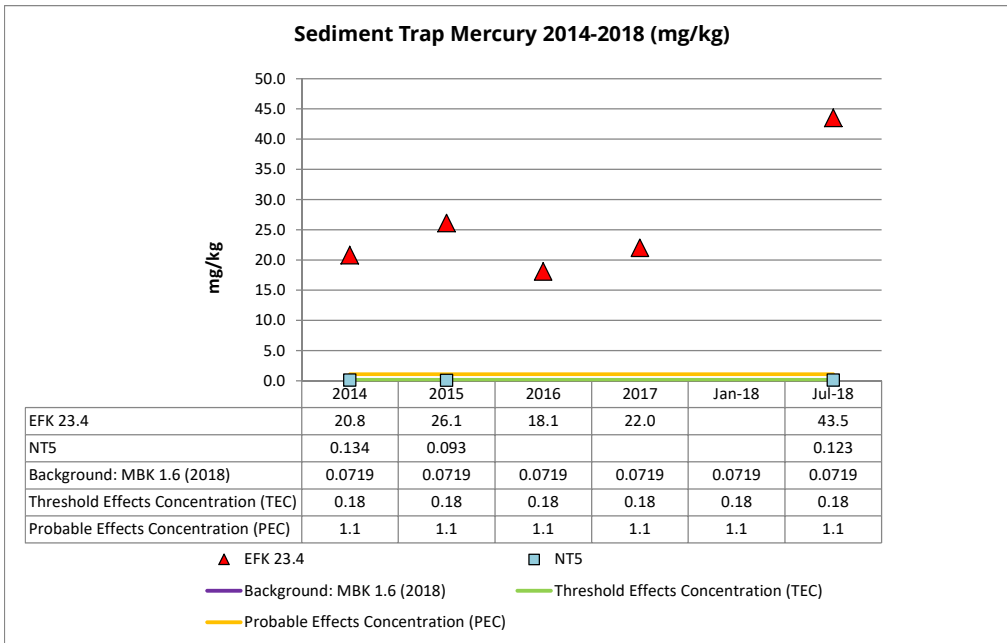 Sediment Trap Mercury 2014-2018 (mg/kg)
50.0
45.0
40.0
35.0
30.0
25.0
20.0
15.0
10.0
5.0
0.0
mg/kg
2014 2015 2016 2017 Jan-18 Jul-18
EFK 23.4 20.8 26.1 18.1 22.0 43.5
NT5 0.134 0.093 0.123
Background: MBK 1.6 (2018) 0.0719 0.0719 0.0719 0.0719 0.0719 0.0719
Threshold Effects Concentration (TEC) 0.18 0.18 0.18 0.18 0.18 0.18
Probable Effects Concentration (PEC) 1.1 1.1 1.1 1.1 1.1 1.1
EFK 23.4 NT5
Background: MBK 1.6 (2018) Threshold Effects Concentration (TEC)
Probable Effects Concentration (PEC)